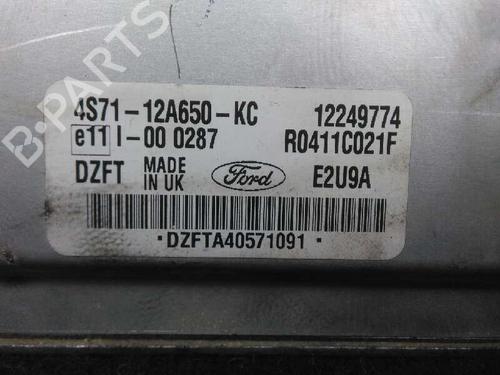 4S71-12A650-KC 12249774
e11 I-00 0287 R0411C021F
DZFT MADE IN UK Ford E2U9A
·DZFTA40571091·
B-PARTS